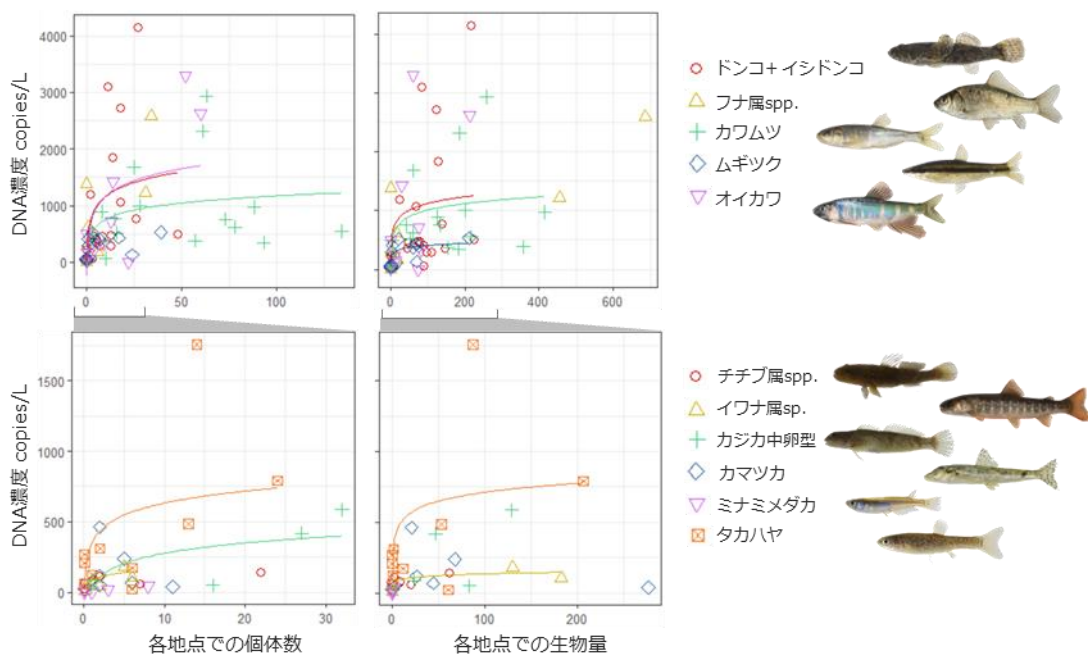 DNA濃度 copies/L
4000
3000
2000
1000
0
0
50
100
0
200
400
600
ドンコ+イシドンコ
フナ属spp.
カワムツ
ムギツク
オイカワ
DNA濃度 copies/L
1500
1000
500
0
0
10
20
30
各地点での個体数
0
100
200
各地点での生物量
チチブ属spp.
イワナ属sp.
カジカ中卵型
カマツカ
ミナミメダカ
タカハヤ